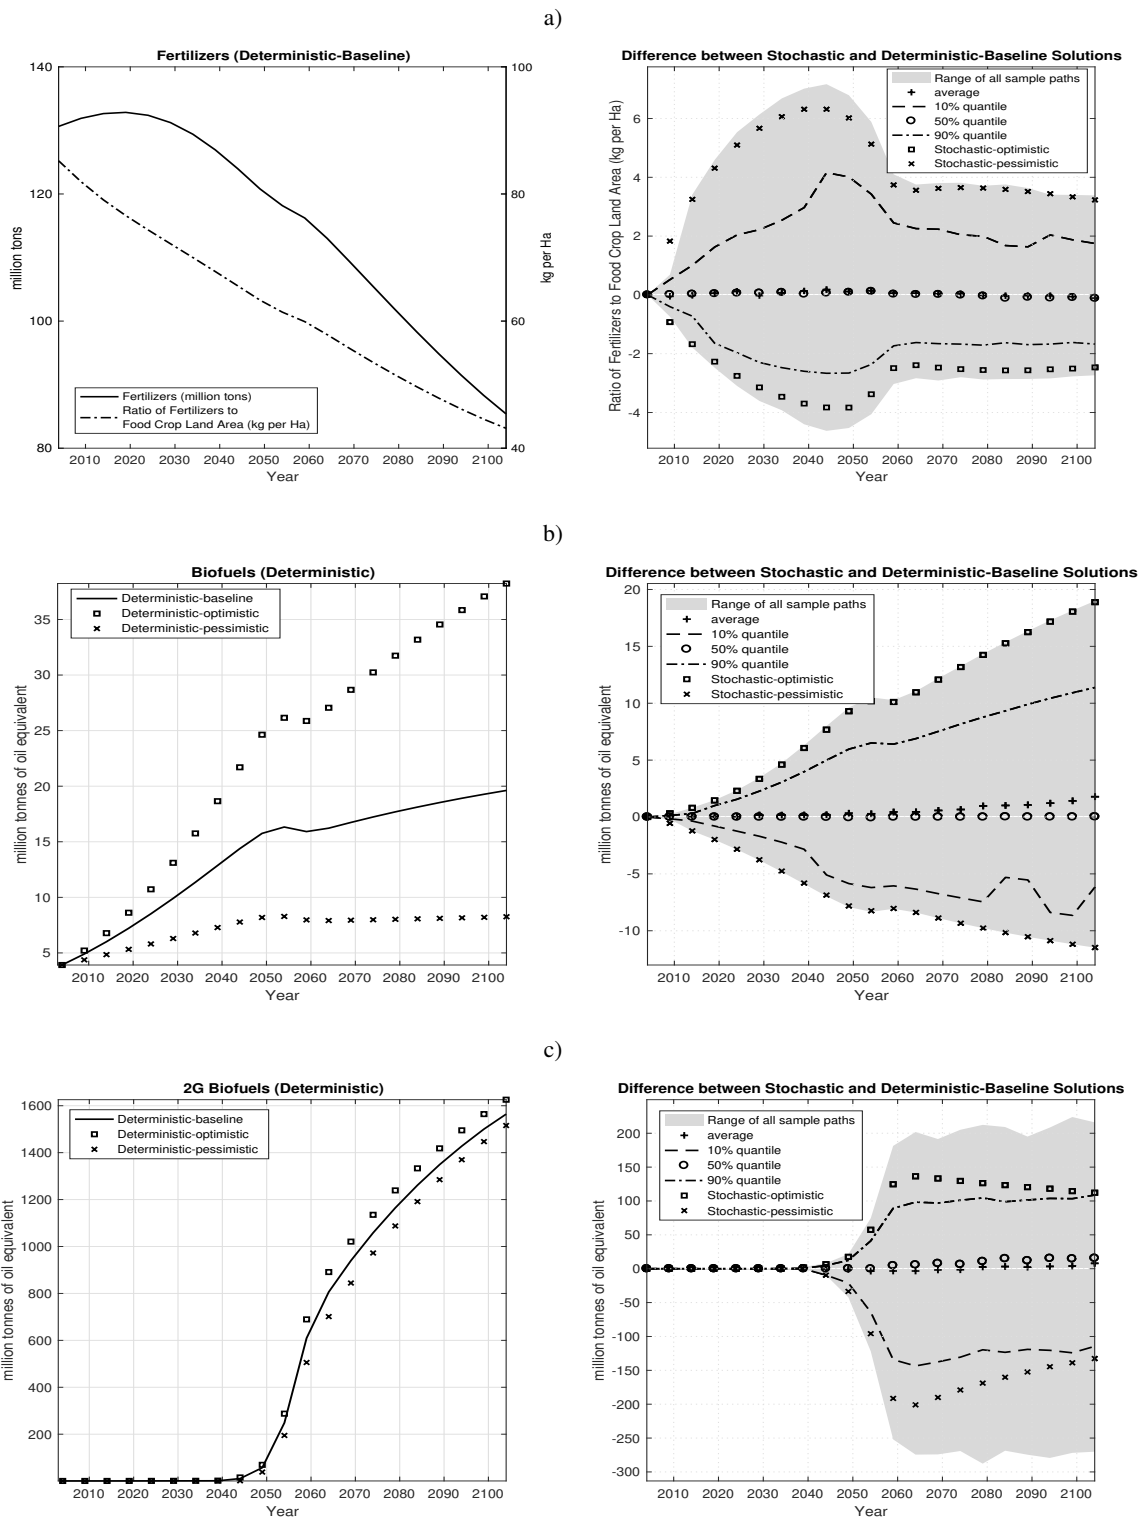 a)
Fertilizers (Deterministic-Baseline)
140
120
100
80
100
80
60
40
million tons
kg per Ha
Fertilizers (million tons)
Ratio of Fertilizers to
Food Crop Land Area (kg per Ha)
2010 2020 2030 2040 2050 2060 2070 2080 2090 2100
Year
Difference between Stochastic and Deterministic-Baseline Solutions
Range of all sample paths
average
10% quantile
50% quantile
90% quantile
Stochastic-optimistic
Stochastic-pessimistic
6
4
2
0
-2
-4
Ratio of Fertilizers to Food Crop Land Area (kg per Ha)
2010 2020 2030 2040 2050 2060 2070 2080 2090 2100
Year
b)
Biofuels (Deterministic)
Deterministic-baseline
Deterministic-optimistic
Deterministic-pessimistic
35
30
25
20
15
10
5
million tonnes of oil equivalent
2010 2020 2030 2040 2050 2060 2070 2080 2090 2100
Year
Difference between Stochastic and Deterministic-Baseline Solutions
Range of all sample paths
average
10% quantile
50% quantile
90% quantile
Stochastic-optimistic
Stochastic-pessimistic
20
15
10
5
0
-5
-10
million tonnes of oil equivalent
2010 2020 2030 2040 2050 2060 2070 2080 2090 2100
Year
c)
2G Biofuels (Deterministic)
Deterministic-baseline
Deterministic-optimistic
Deterministic-pessimistic
1600
1400
1200
1000
800
600
400
200
million tonnes of oil equivalent
2010 2020 2030 2040 2050 2060 2070 2080 2090 2100
Year
Difference between Stochastic and Deterministic-Baseline Solutions
Range of all sample paths
average
10% quantile
50% quantile
90% quantile
Stochastic-optimistic
Stochastic-pessimistic
200
150
100
50
0
-50
-100
-150
-200
-250
-300
million tonnes of oil equivalent
2010 2020 2030 2040 2050 2060 2070 2080 2090 2100
Year